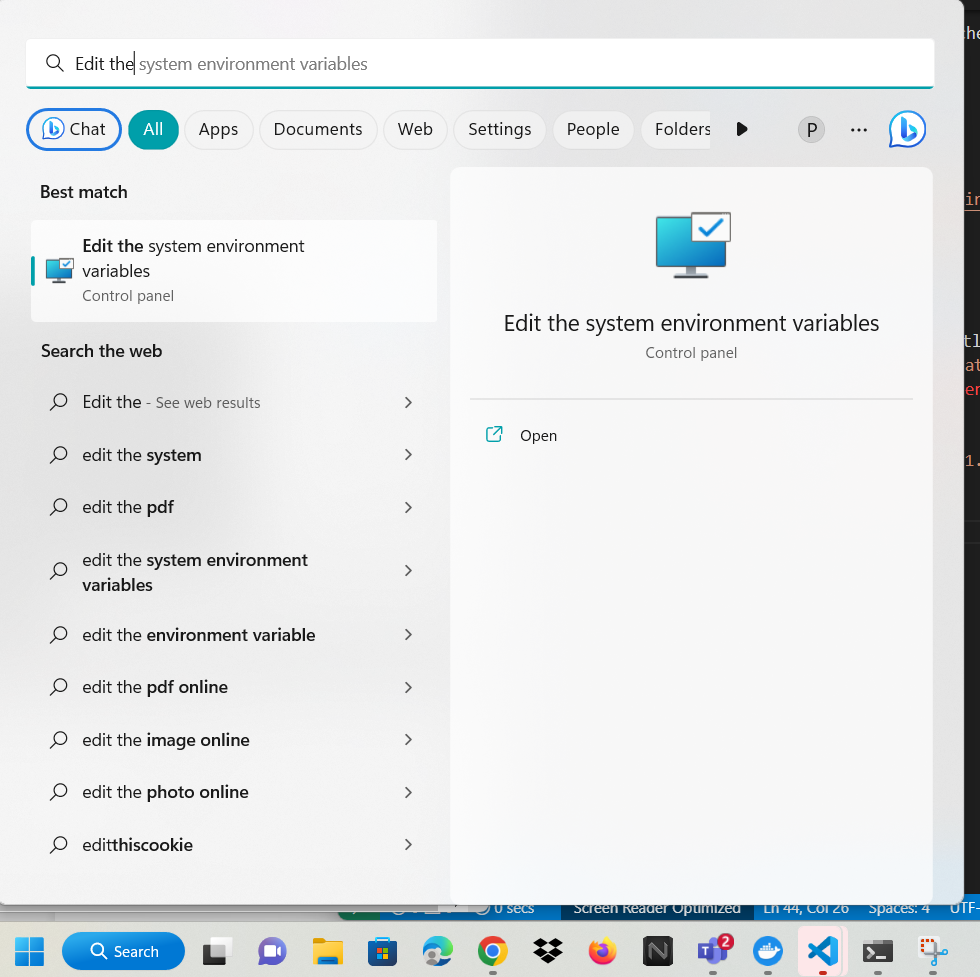 Edit the system environment variables
Chat
All
Apps
Documents
Web
Settings
People
Folders
P
Best match
Edit the system environment
variables
Control panel
Search the web
Edit the - See web results
edit the system
edit the pdf
edit the system environment
variables
edit the environment variable
edit the pdf online
edit the image online
edit the photo online
editthiscookie
Edit the system environment variables
Control panel
Open
0 secs
Screen Reader Optimized
Ln 44, Col 26
Spaces: 4
UTF-
Search
2